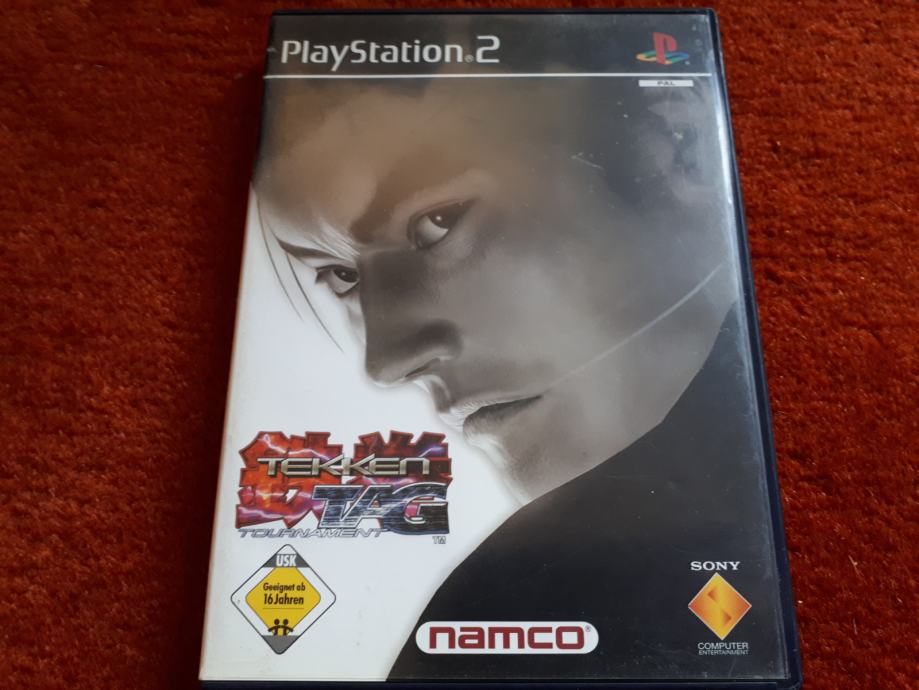 PlayStation®2
PAL
鉄拳
TEKKEN
TAG
TOURNAMENT
TM
USK
Geeignet ab
16 Jahren
namco®
SONY
COMPUTER
ENTERTAINMENT